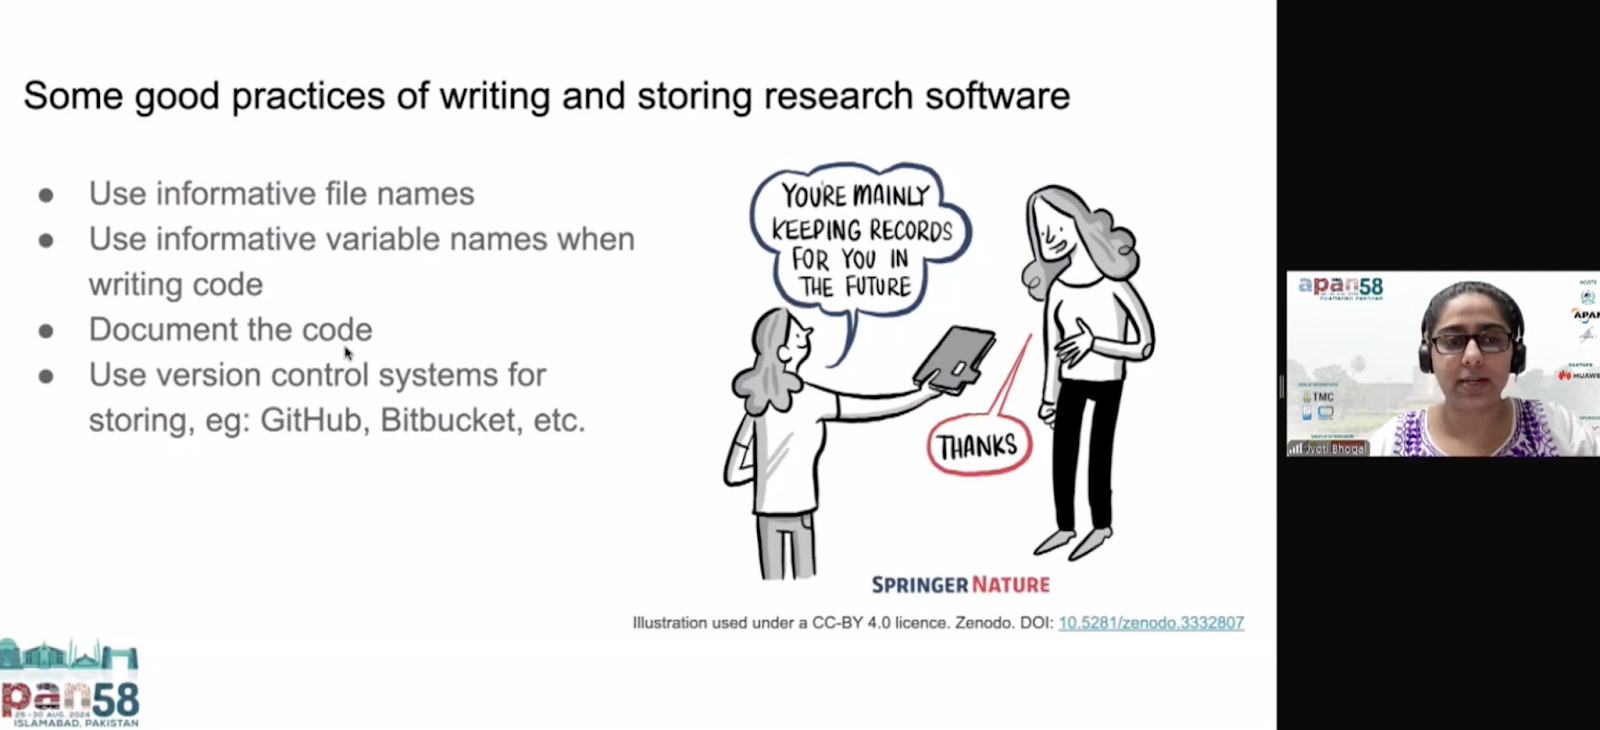 Some good practices of writing and storing research software
● Use informative file names
● Use informative variable names when
writing code
● Document the code
● Use version control systems for
storing, eg: GitHub, Bitbucket, etc.
YOU'RE MAINLY
KEEPING RECORDS
FOR YOU IN
THE FUTURE
THANKS
SPRINGER NATURE
Illustration used under a CC-BY 4.0 licence. Zenodo. DOI: 10.5281/zenodo.3332807
pan58
26-30 AUG, 2024
ISLAMABAD, PAKISTAN
apan58
ISLAMABAD, PAKISTAN
HOSTS
APAN
HUAWE
TMC
Jyoti Bhogal